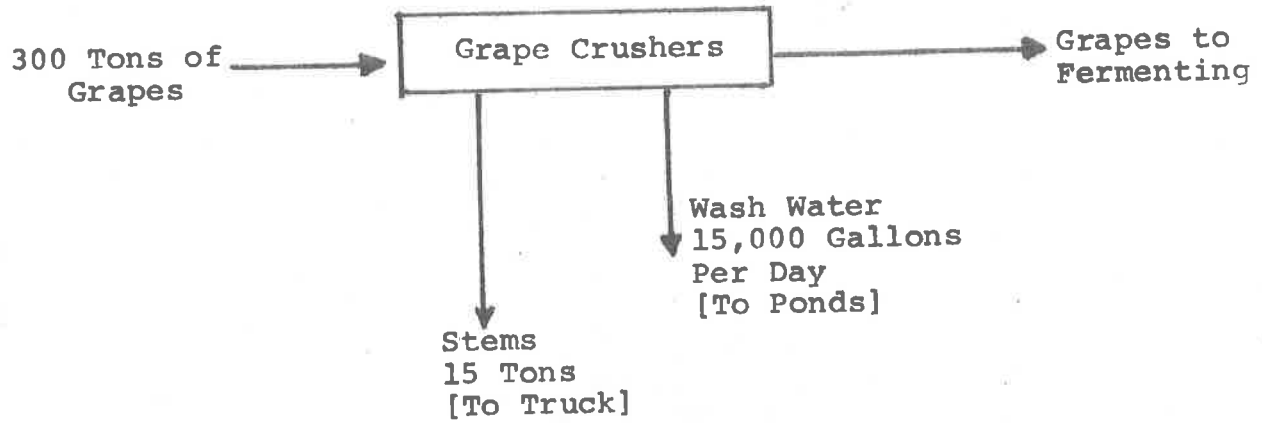 300 Tons of
Grapes
Grape Crushers
Grapes to
Fermenting
Wash Water
15,000 Gallons
Per Day
[To Ponds]
Stems
15 Tons
[To Truck]